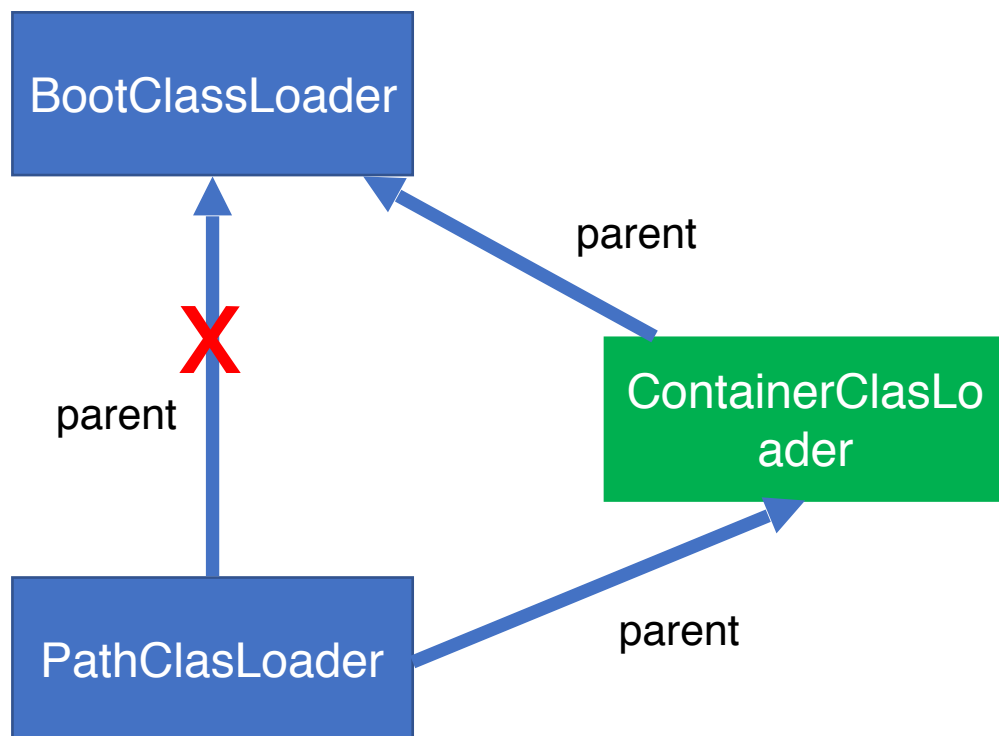 BootClassLoader
parent
X
parent
ContainerClasLo
ader
parent
PathClasLoader